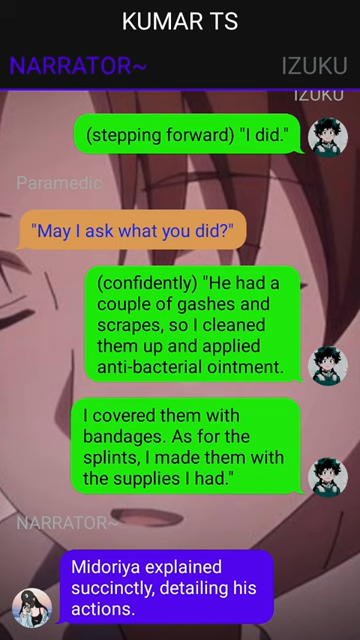 KUMAR TS
NARRATOR~ IZUKU
IZUKU
(stepping forward) "I did."
Paramedic
"May I ask what you did?"
(confidently) "He had a
couple of gashes and
scrapes, so I cleaned
them up and applied
anti-bacterial ointment.
I covered them with
bandages. As for the
splints, I made them with
the supplies I had."
NARRATOR~
Midoriya explained
succinctly, detailing his
actions.